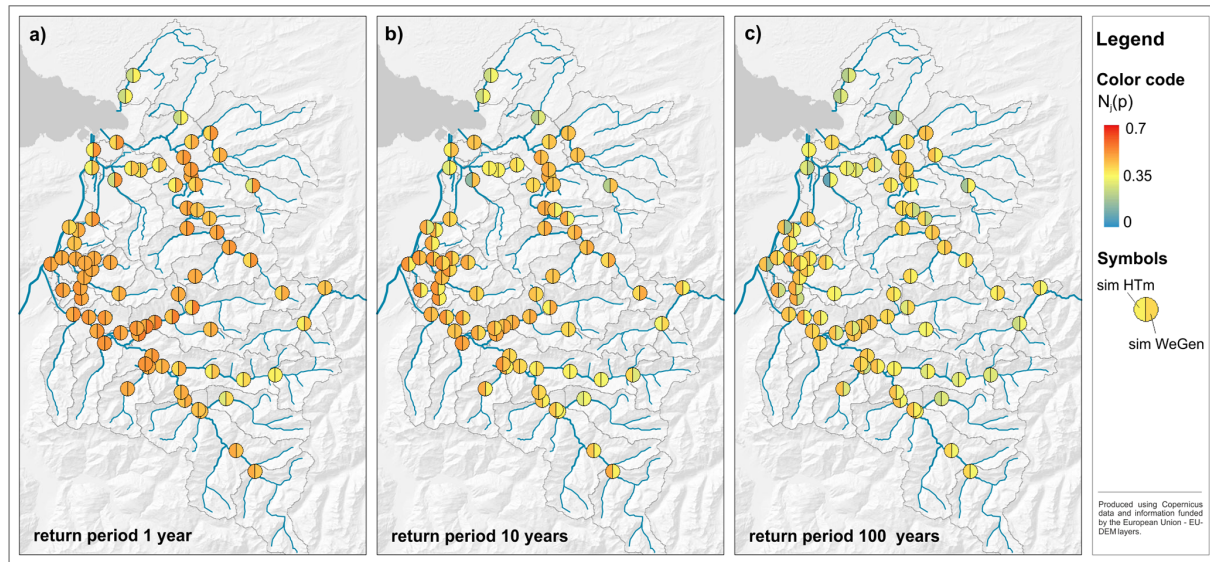 a)
b)
c)
return period 1 year
return period 10 years
return period 100 years
Legend
Color code
Nj(p)
0.7
0.35
0
Symbols
sim HTm
sim WeGen
Produced using Copernicus
data and information funded
by the European Union - EU-
DEM layers.